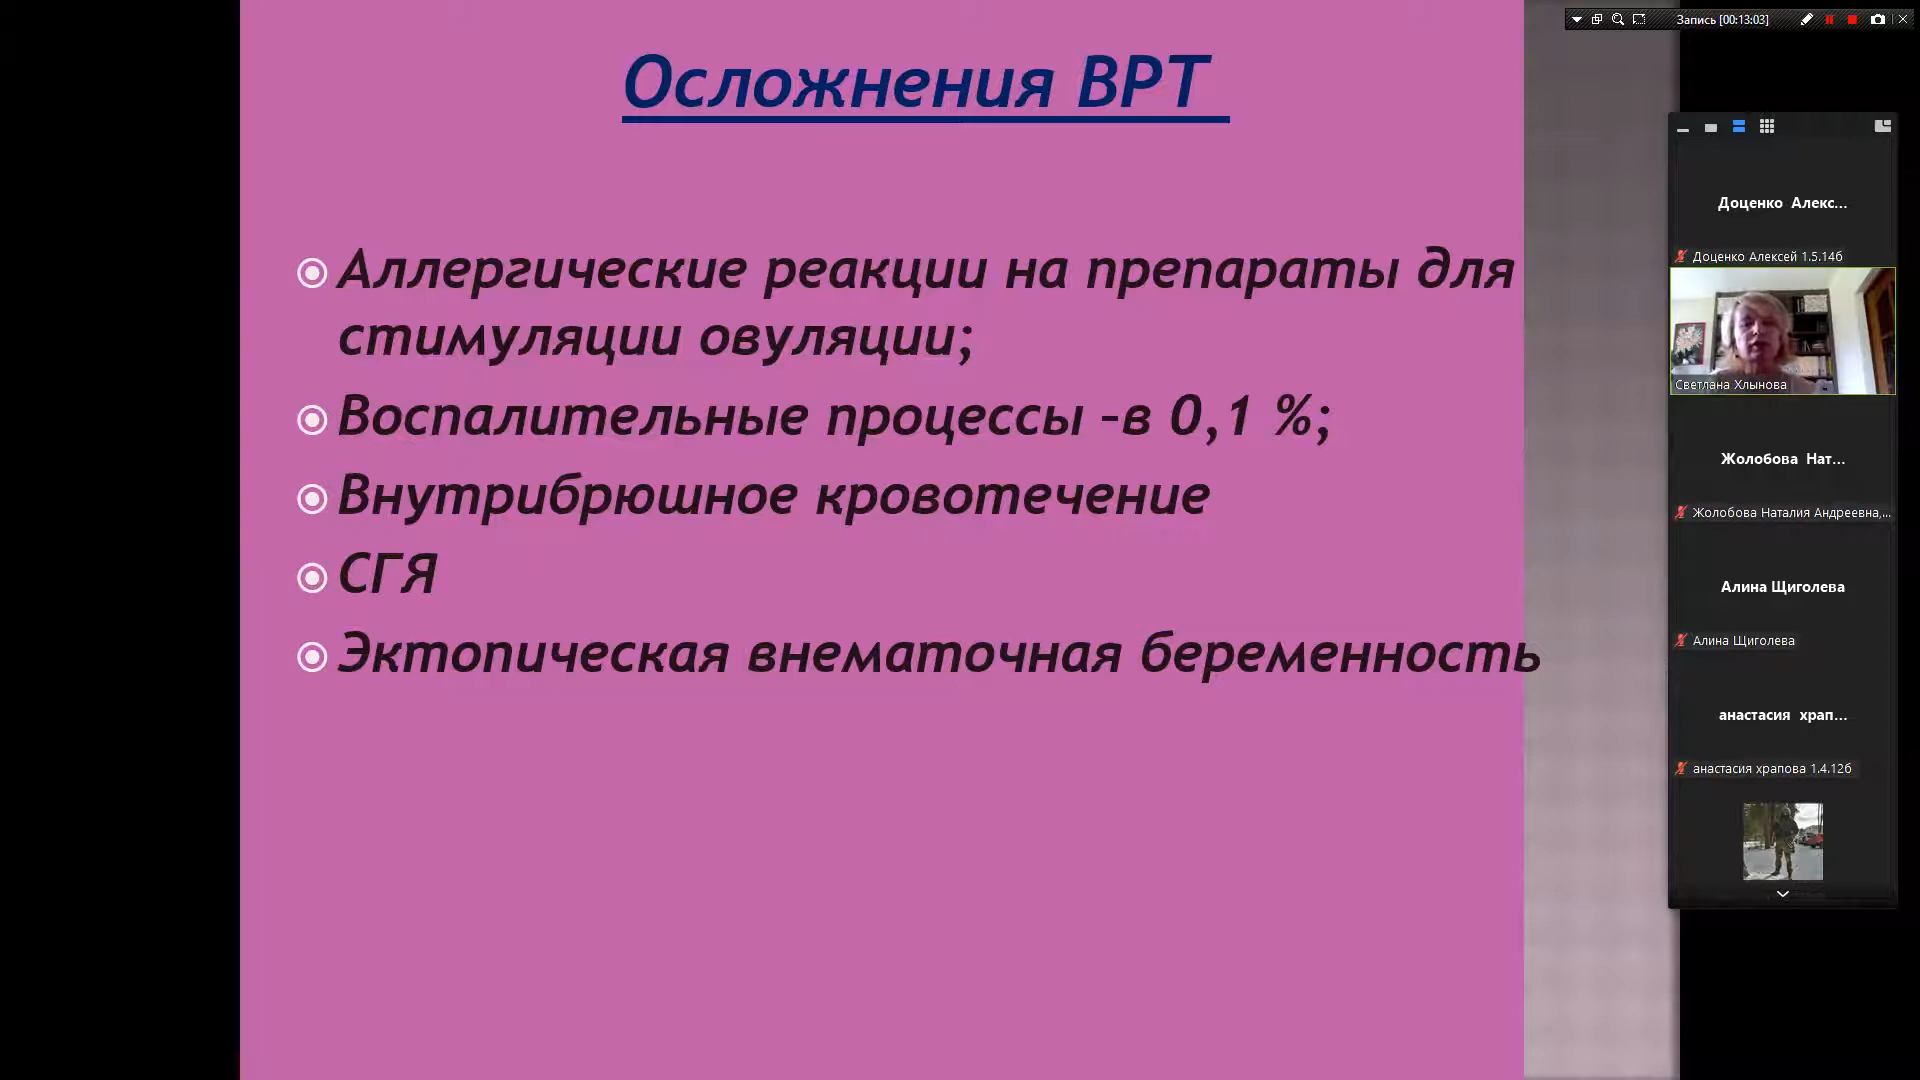 Запись [00:13:03]
Осложнения ВРТ
Аллергические реакции на препараты для
стимуляции овуляции;
Воспалительные процессы –в 0,1 %;
Внутрибрюшное кровотечение
СГЯ
Эктопическая внематочная беременность
Доценко Алекс...
Доценко Алексей 1.5.14б
Светлана Хлынова
Жолобова Нат...
Жолобова Наталия Андреевна,...
Алина Щиголева
Алина Щиголева
анастасия храп...
анастасия храпова 1.4.12б